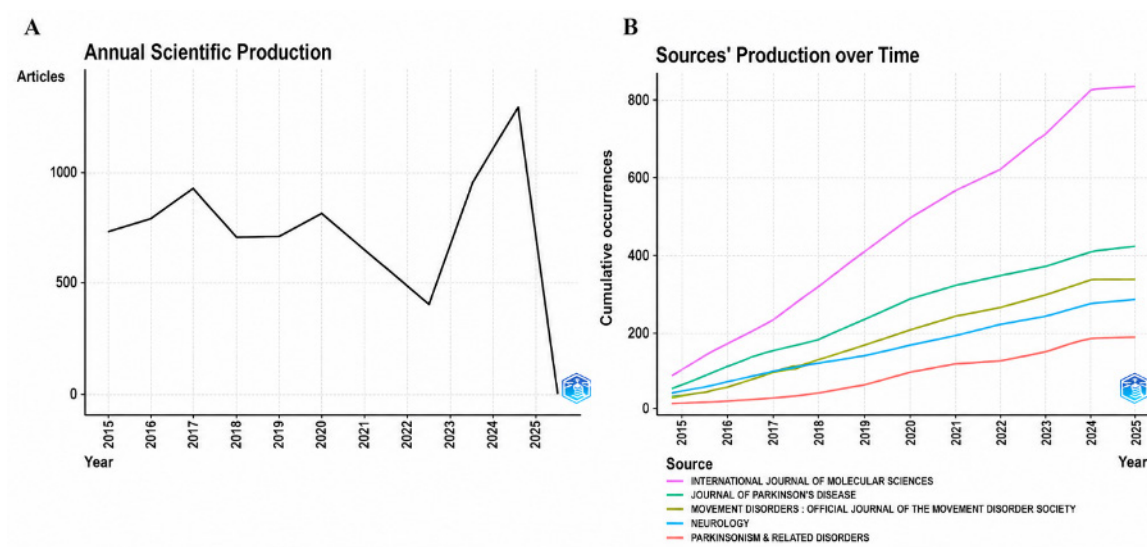 A
Annual Scientific Production
Articles
1000
500
0
2015
2016
2017
2018
2019
2020
2021
2022
2023
2024
2025
Year
B
Sources' Production over Time
Cumulative occurrences
800
600
400
200
0
2015
2016
2017
2018
2019
2020
2021
2022
2023
2024
2025
Year
Source
INTERNATIONAL JOURNAL OF MOLECULAR SCIENCES
JOURNAL OF PARKINSON'S DISEASE
MOVEMENT DISORDERS : OFFICIAL JOURNAL OF THE MOVEMENT DISORDER SOCIETY
NEUROLOGY
PARKINSONISM & RELATED DISORDERS